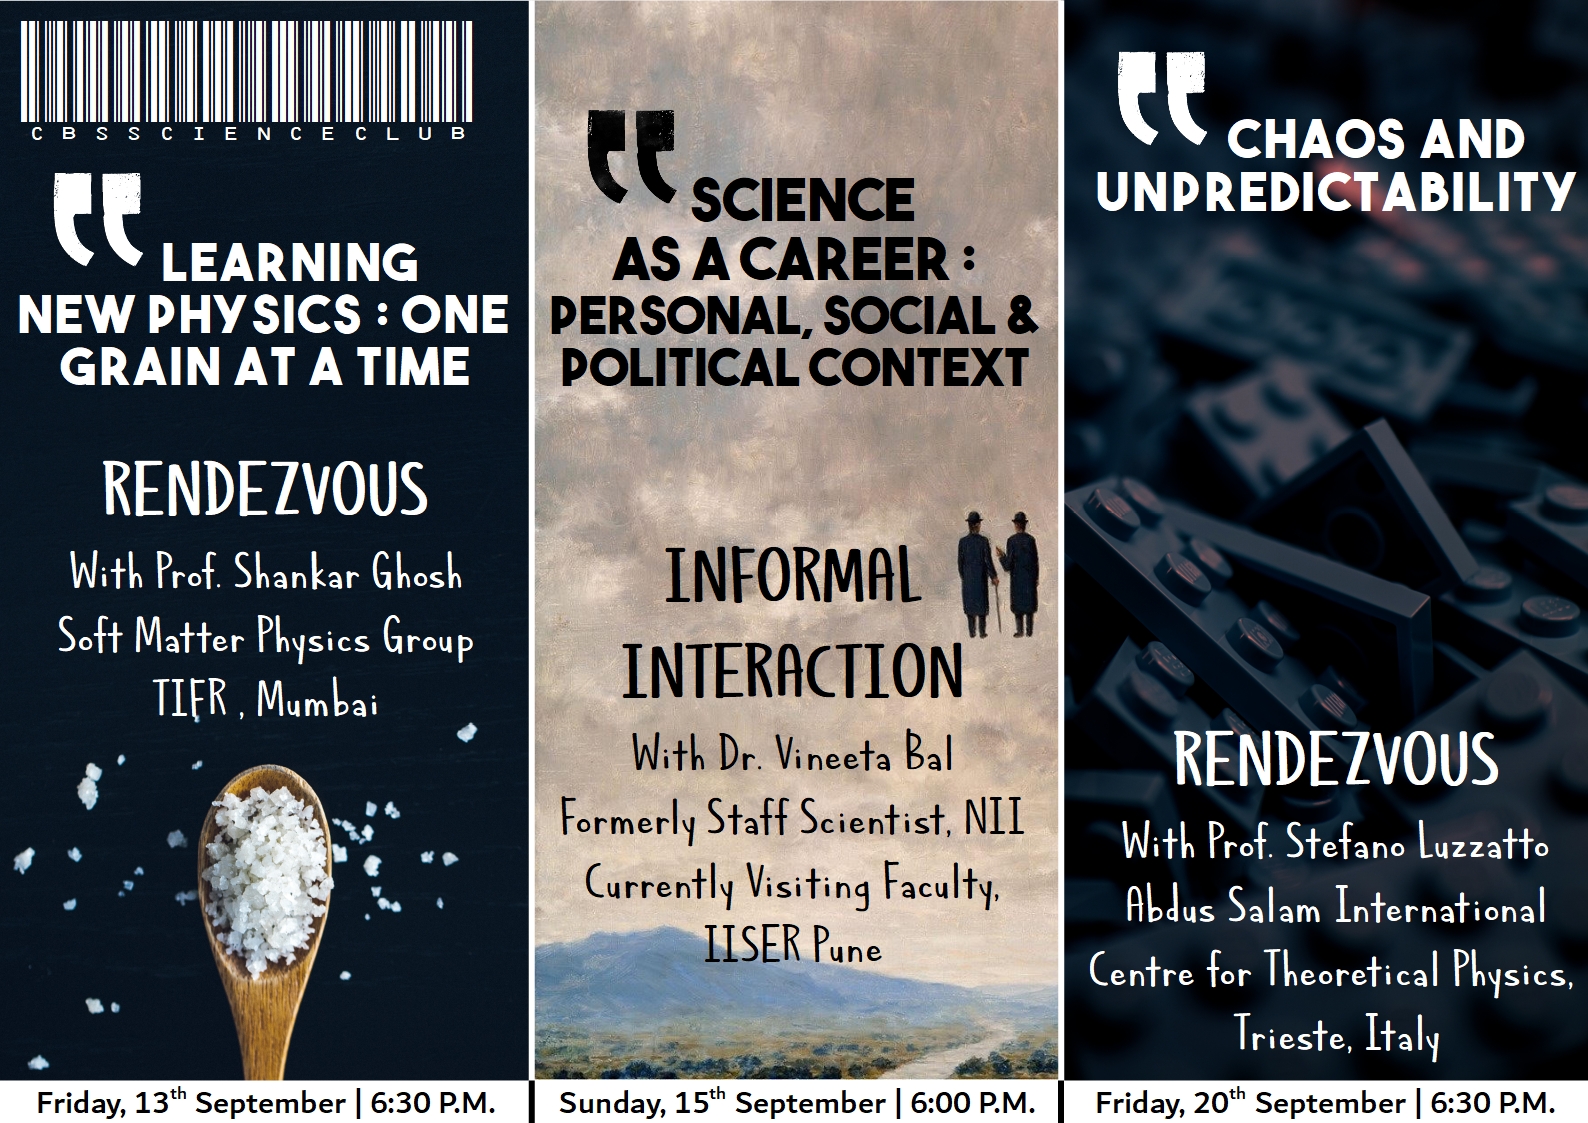 CBSSCIENCECLUB
“ LEARNING
NEW PHYSICS : ONE
GRAIN AT A TIME
RENDEZVOUS
With Prof. Shankar Ghosh
Soft Matter Physics Group
TIFR , Mumbai
Friday, 13th September | 6:30 P.M.
“ SCIENCE
AS A CAREER :
PERSONAL, SOCIAL &
POLITICAL CONTEXT
INFORMAL
INTERACTION
With Dr. Vineeta Bal
Formerly Staff Scientist, NII
Currently Visiting Faculty,
IISER Pune
Sunday, 15th September | 6:00 P.M.
“ CHAOS AND
UNPREDICTABILITY
RENDEZVOUS
With Prof. Stefano Luzzatto
Abdus Salam International
Centre for Theoretical Physics,
Trieste, Italy
Friday, 20th September | 6:30 P.M.